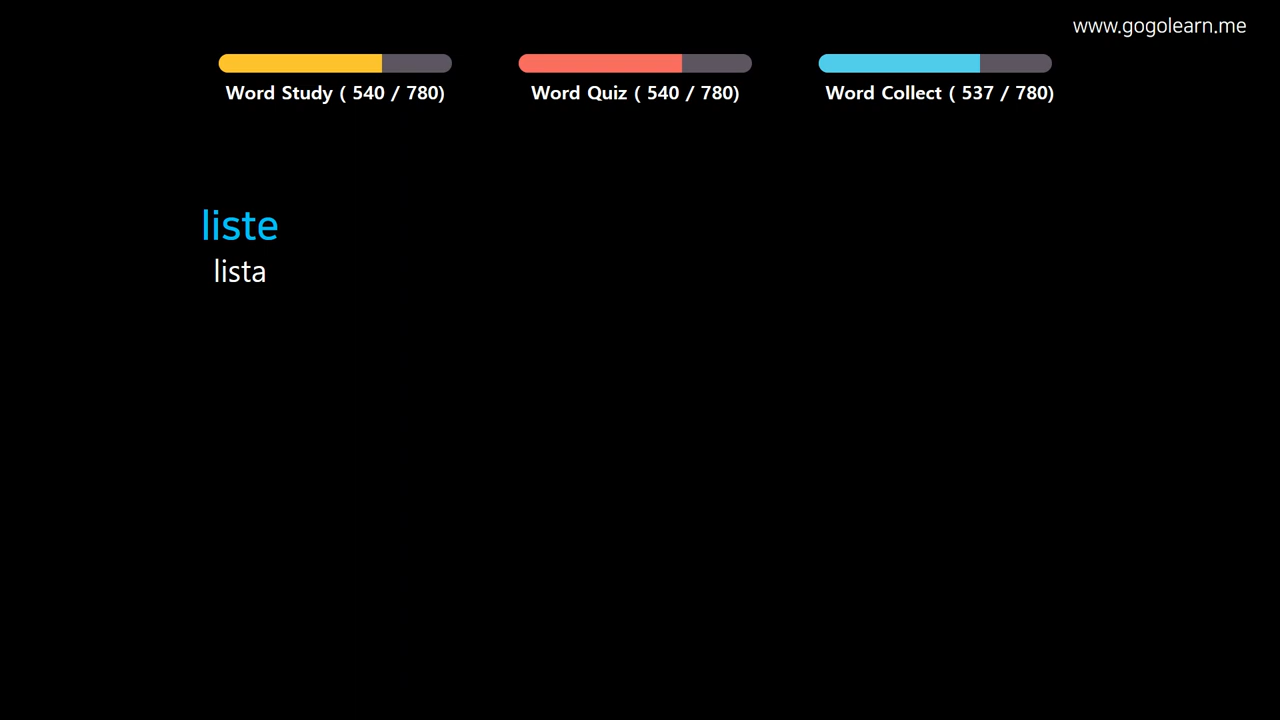 www.gogolearn.me
Word Study ( 540 / 780)
Word Quiz ( 540 / 780)
Word Collect ( 537 / 780)
liste
lista